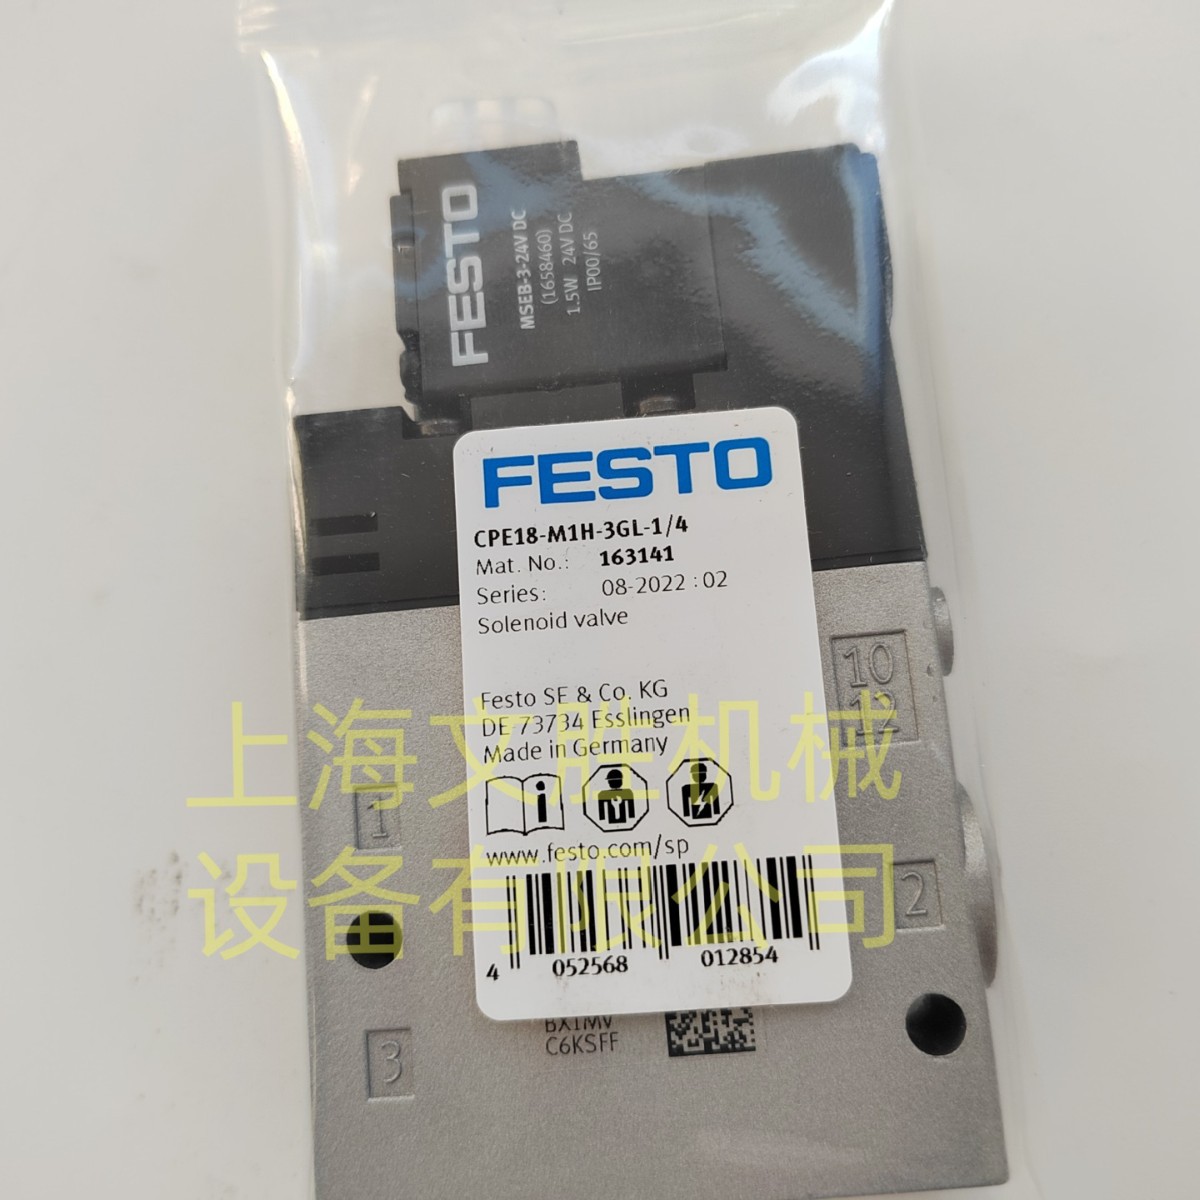 FESTO
MSEB-3-24V DC
(1658460)
1.5W 24V DC
IP00/65
FESTO
CPE18-M1H-3GL-1/4
Mat. No.: 163141
Series: 08-2022 : 02
Solenoid valve
Festo SE & Co. KG
DE-73734 Esslingen
Made in Germany
www.festo.com/sp
4 052568 012854
10
12
1
2
3
BX1MV
C6KSFF
上海文胜机械
设备有限公司